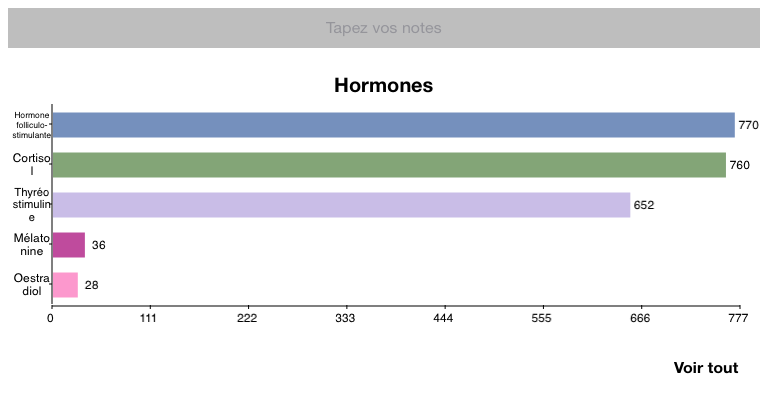 Tapez vos notes
Hormones
Hormone
folliculo-
stimulante
770
Cortiso
l
760
Thyréo
stimulin
e
652
Mélato
nine
36
Oestra
diol
28
0 111 222 333 444 555 666 777
Voir tout